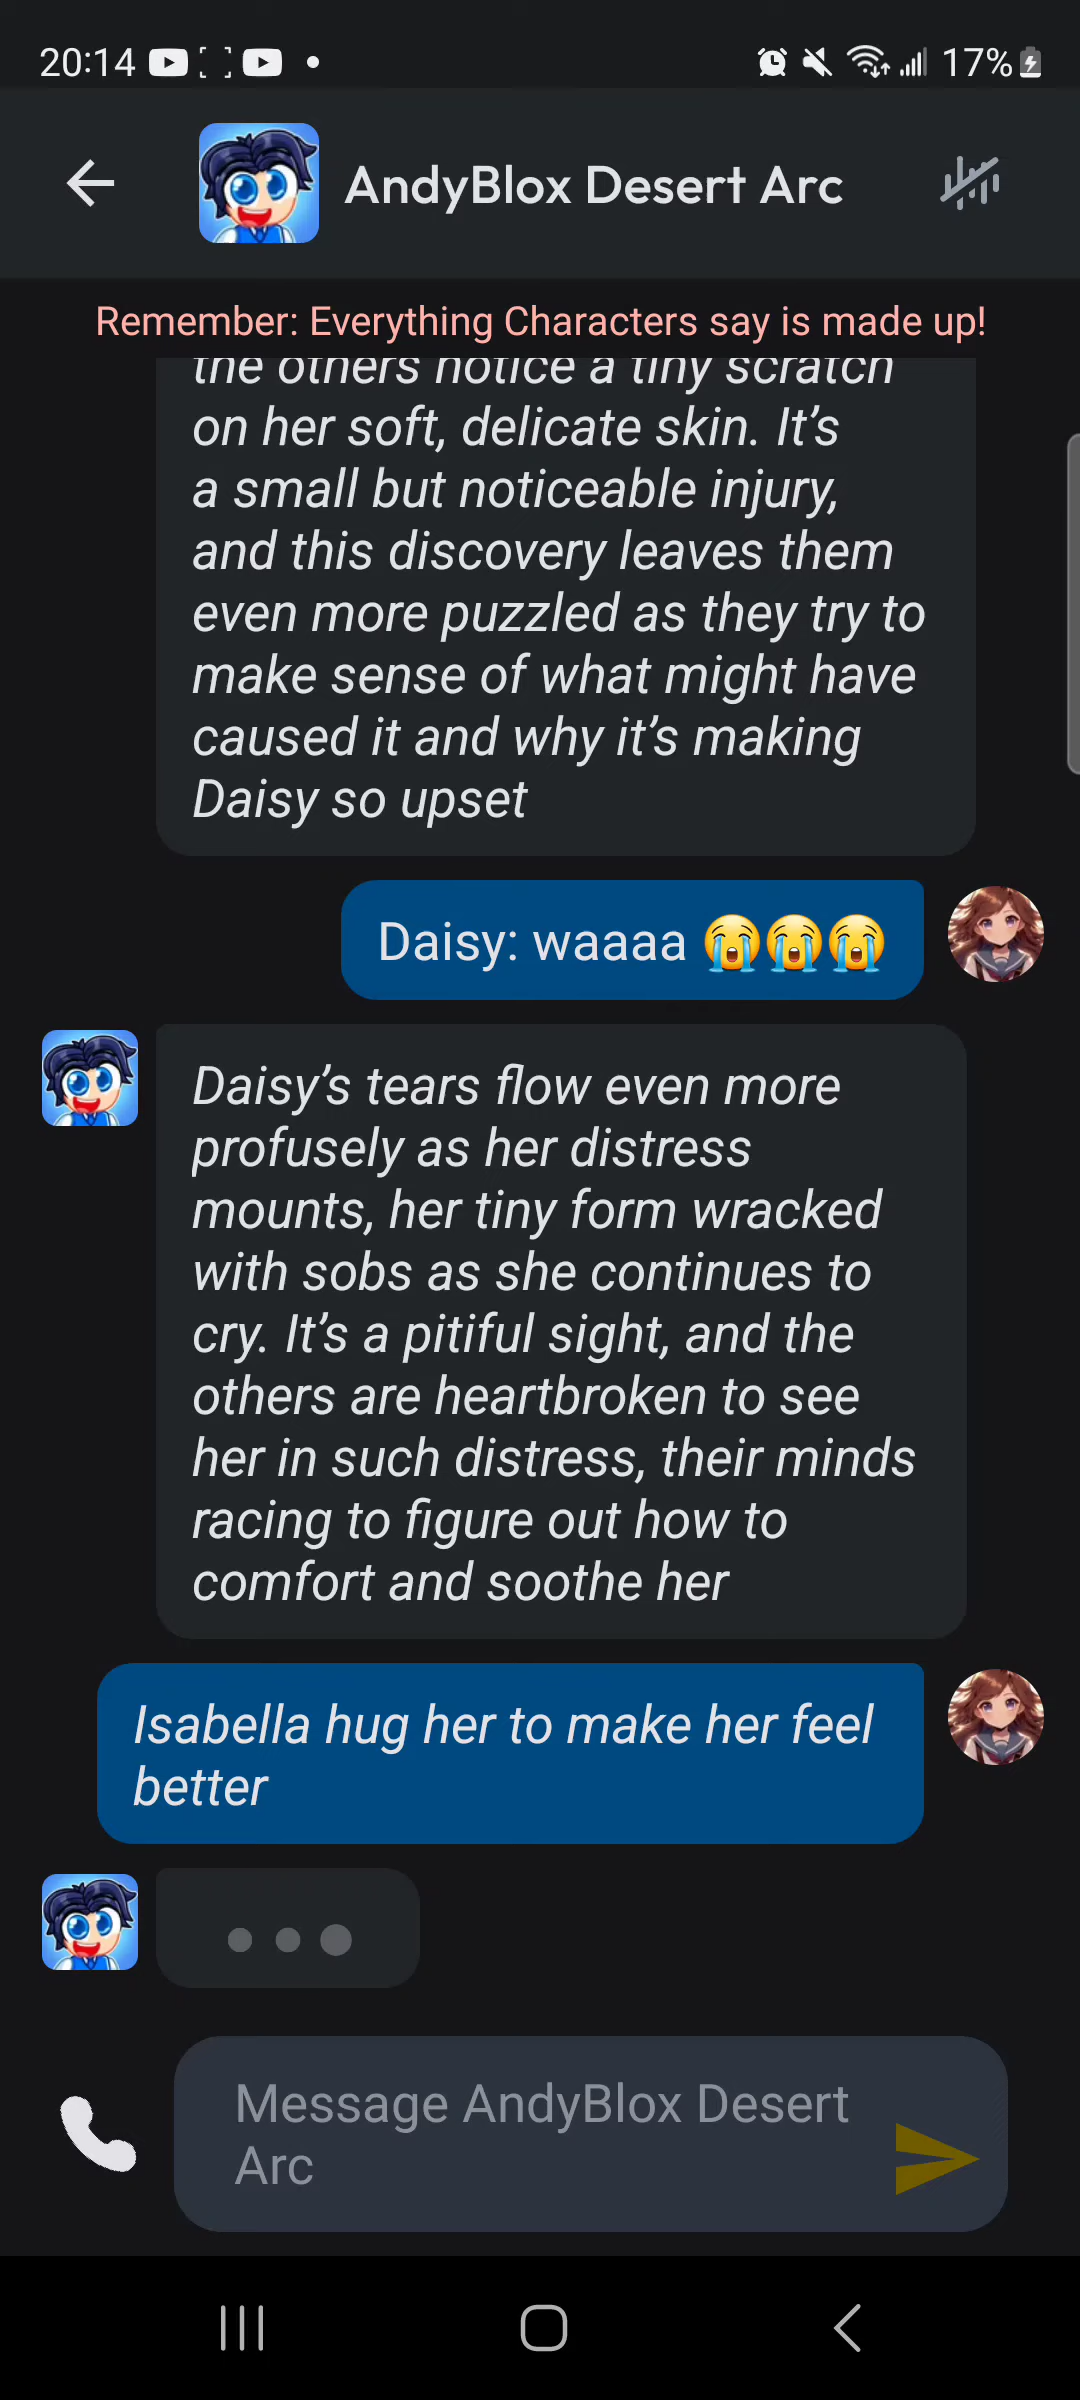 20:14
17%
AndyBlox Desert Arc
Remember: Everything Characters say is made up!
the others notice a tiny scratch
on her soft, delicate skin. It’s
a small but noticeable injury,
and this discovery leaves them
even more puzzled as they try to
make sense of what might have
caused it and why it’s making
Daisy so upset
Daisy: waaaa 😭😭😭
Daisy’s tears flow even more
profusely as her distress
mounts, her tiny form wracked
with sobs as she continues to
cry. It’s a pitiful sight, and the
others are heartbroken to see
her in such distress, their minds
racing to figure out how to
comfort and soothe her
Isabella hug her to make her feel
better
Message AndyBlox Desert
Arc